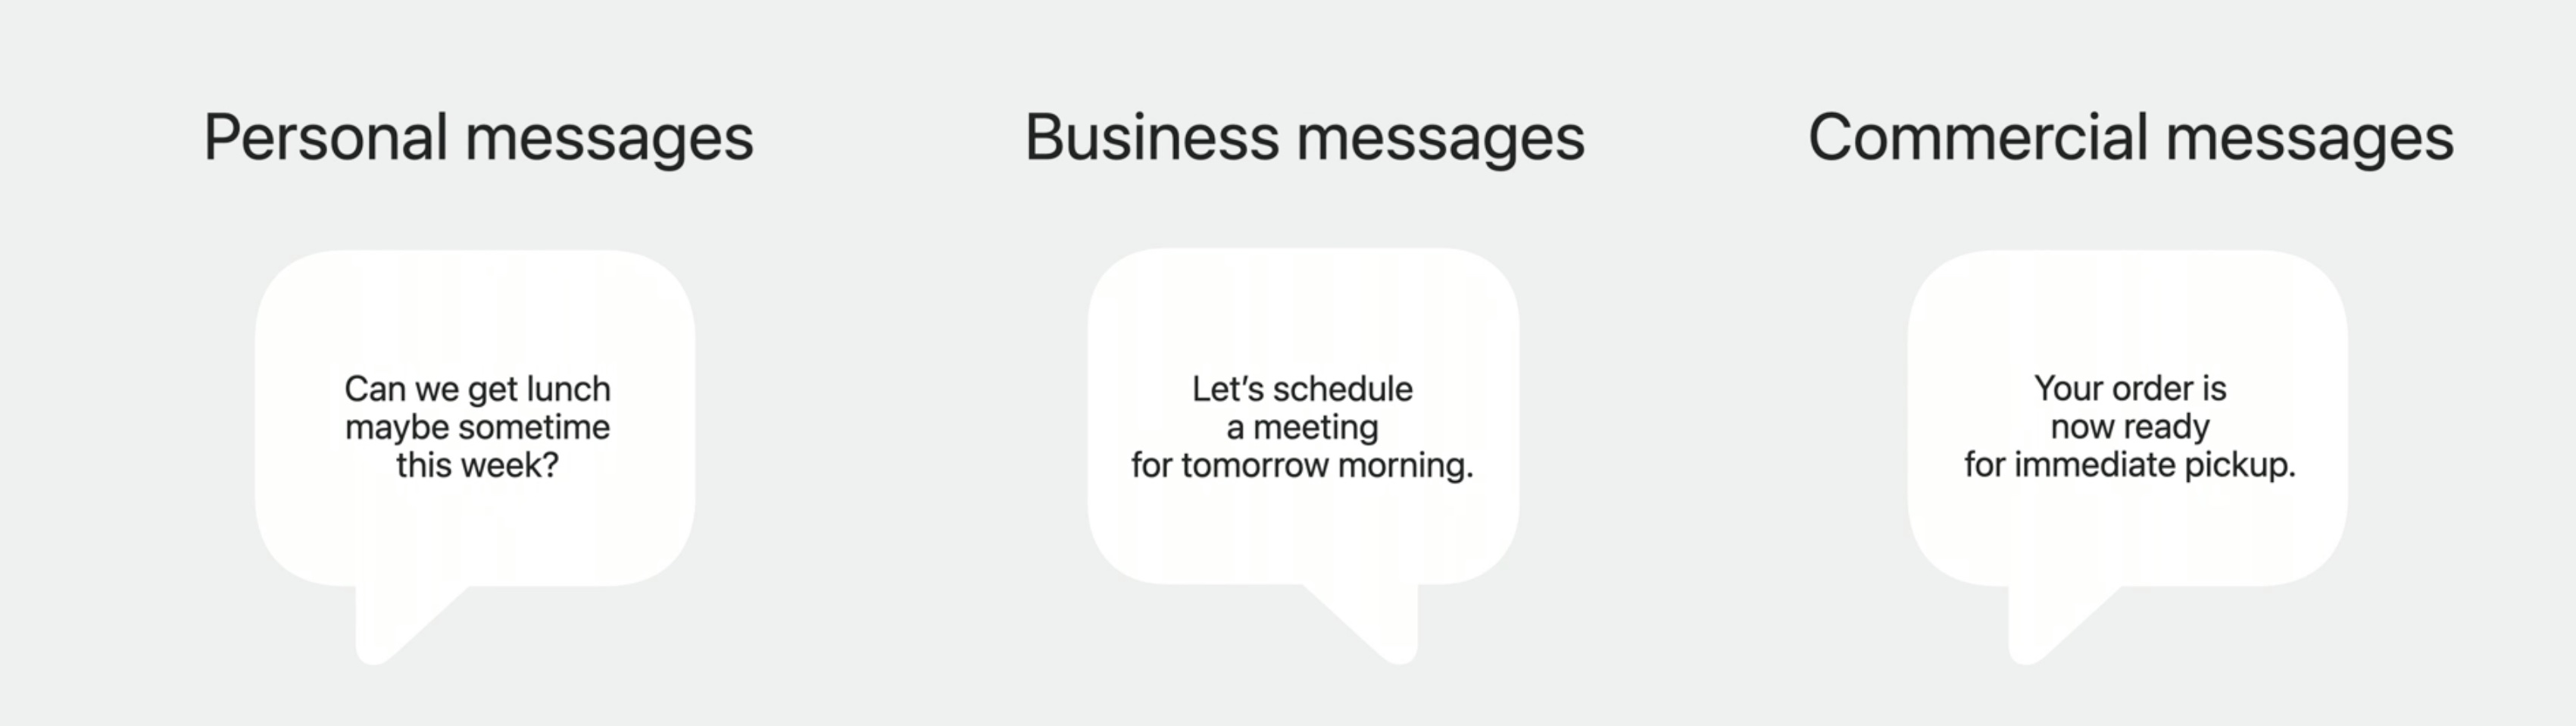 Personal messages
Can we get lunch
maybe sometime
this week?
Business messages
Let’s schedule
a meeting
for tomorrow morning.
Commercial messages
Your order is
now ready
for immediate pickup.